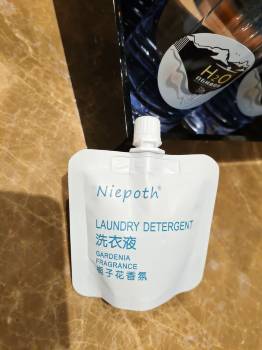 H2O
Niepoth®
LAUNDRY DETERGENT
洗衣液
GARDENIA
FRAGRANCE
栀子花香氛